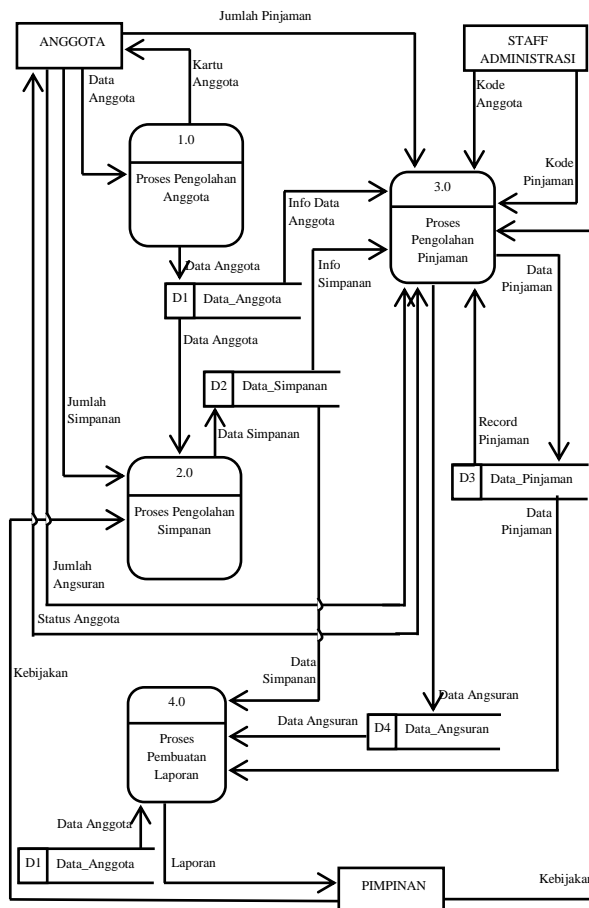 Jumlah Pinjaman
ANGGOTA
STAFF
ADMINISTRASI
Data
Anggota
Kartu
Anggota
Kode
Anggota
1.0
Proses Pengolahan
Anggota
Kode
Pinjaman
3.0
Proses
Pengolahan
Pinjaman
Info Data
Anggota
Data Anggota
Info
Simpanan
Data
Pinjaman
D1
Data_Anggota
Data Anggota
D2
Data_Simpanan
Jumlah
Simpanan
Data Simpanan
Record
Pinjaman
2.0
Proses Pengolahan
Simpanan
D3
Data_Pinjaman
Data
Pinjaman
Jumlah
Angsuran
Status Anggota
Kebijakan
Data
Simpanan
4.0
Proses
Pembuatan
Laporan
Data Angsuran
Data Angsuran
D4
Data_Angsuran
Data Anggota
D1
Data_Anggota
Laporan
PIMPINAN
Kebijakan